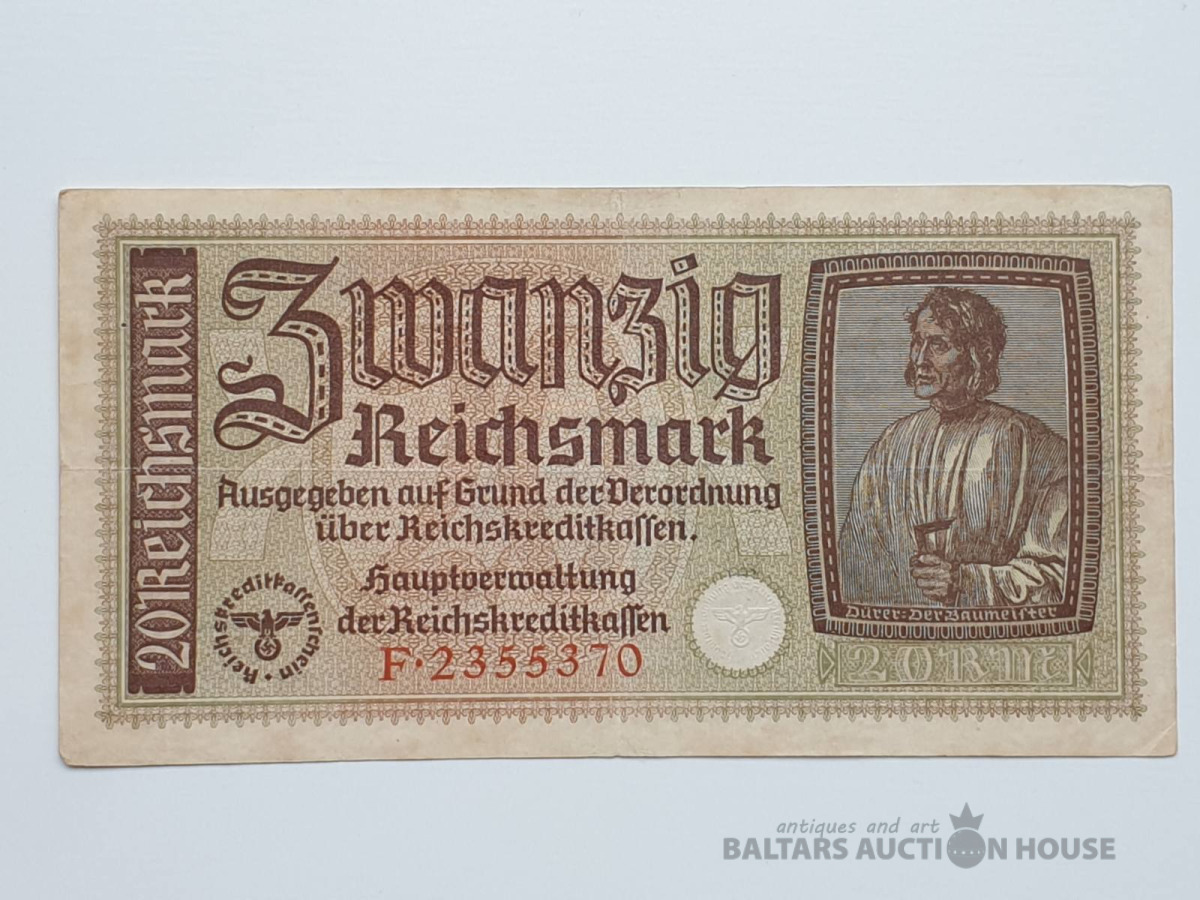 20 Reichsmark
Zwanzig
Reichsmark
Ausgegeben auf Grund der Verordnung
über Reichskreditkassen.
Hauptverwaltung
der Reichskreditkassen
Reichskreditkassenschein
F·2355370
Dürer: Der Baumeister
20 RMk
antiques and art
BALTARS AUCTION HOUSE